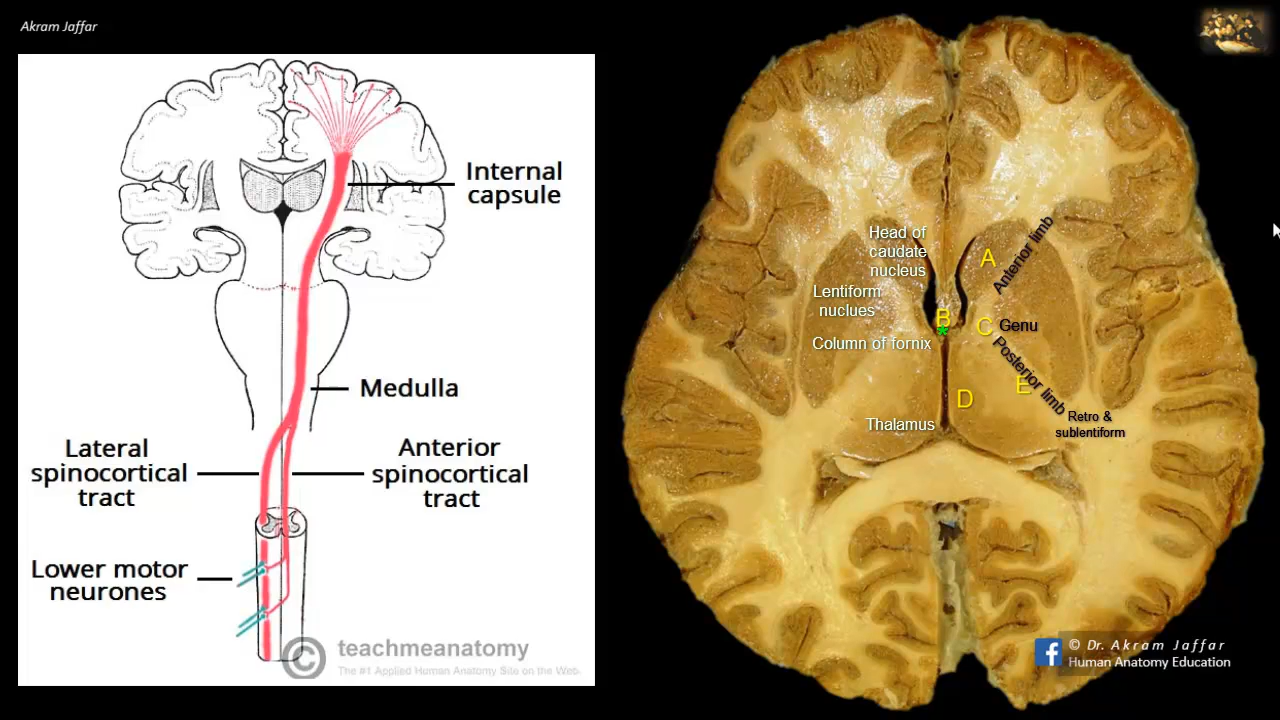 Akram Jaffar
Internal
capsule
Medulla
Lateral
spinocortical
tract
Anterior
spinocortical
tract
Lower motor
neurones
© teachmeanatomy
The #1 Applied Human Anatomy Site on the Web.
Head of
caudate
nucleus
Lentiform
nuclues
Column of fornix
Thalamus
A
Anterior limb
B
*
C
Genu
Posterior limb
D
E
Retro &
sublentiform
f
© Dr. Akram Jaffar
Human Anatomy Education